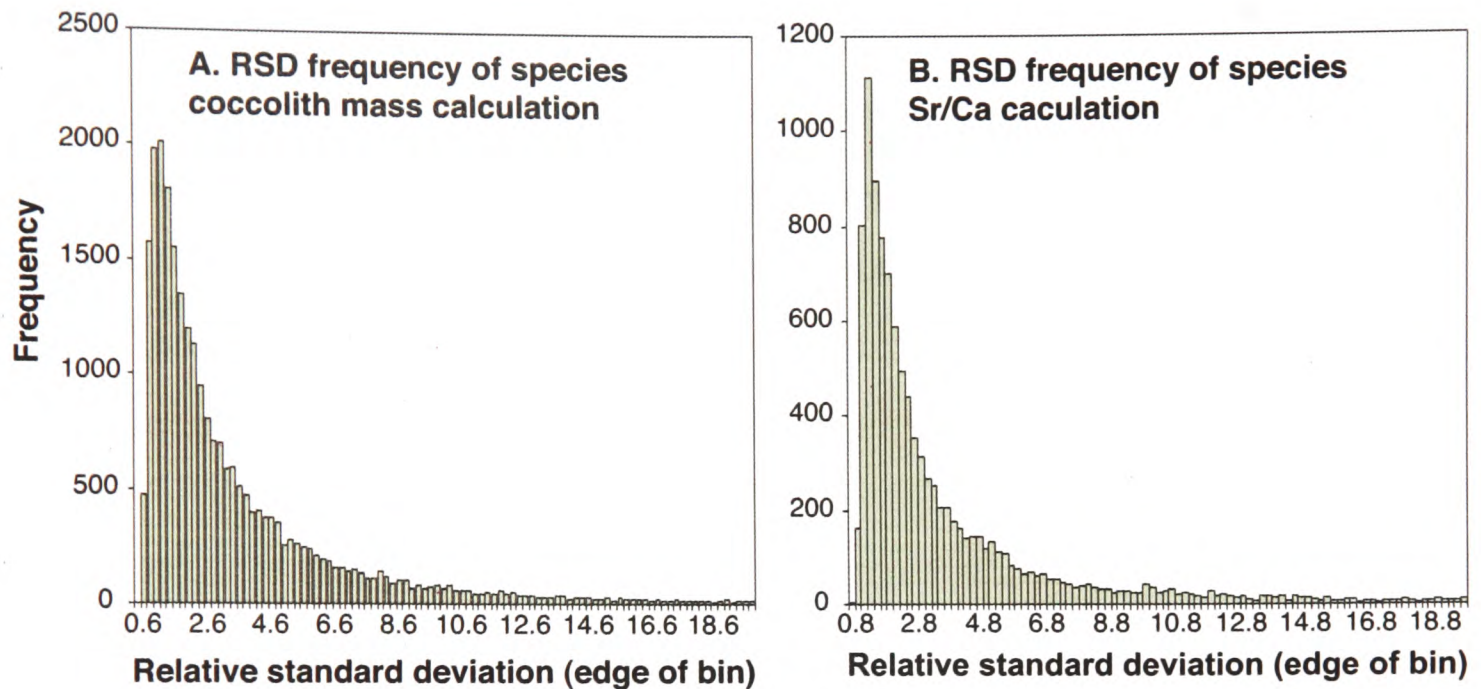 A. RSD frequency of species
coccolith mass calculation
Frequency
2500
2000
1500
1000
500
0
0.6 2.6 4.6 6.6 8.6 10.6 12.6 14.6 16.6 18.6
Relative standard deviation (edge of bin)
B. RSD frequency of species
Sr/Ca caculation
1200
1000
800
600
400
200
0
0.8 2.8 4.8 6.8 8.8 10.8 12.8 14.8 16.8 18.8
Relative standard deviation (edge of bin)